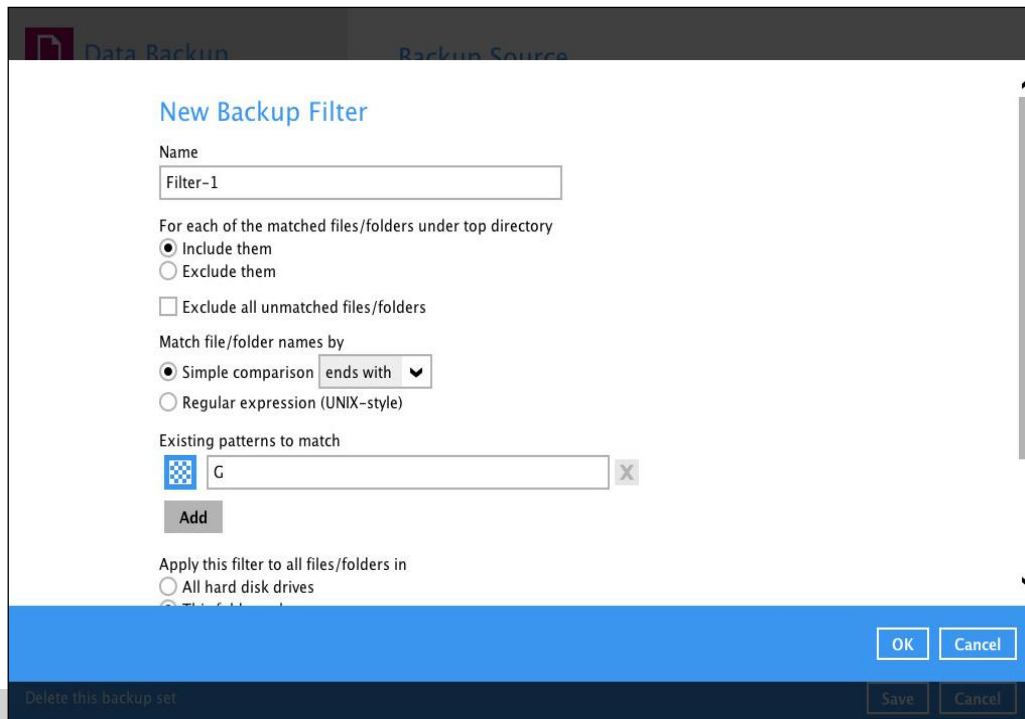 Data Backup
Backup Source
New Backup Filter
Name
Filter-1
For each of the matched files/folders under top directory
Include them
Exclude them
Exclude all unmatched files/folders
Match file/folder names by
Simple comparison ends with
Regular expression (UNIX-style)
Existing patterns to match
G X
Add
Apply this filter to all files/folders in
All hard disk drives
OK Cancel
Delete this backup set Save Cancel